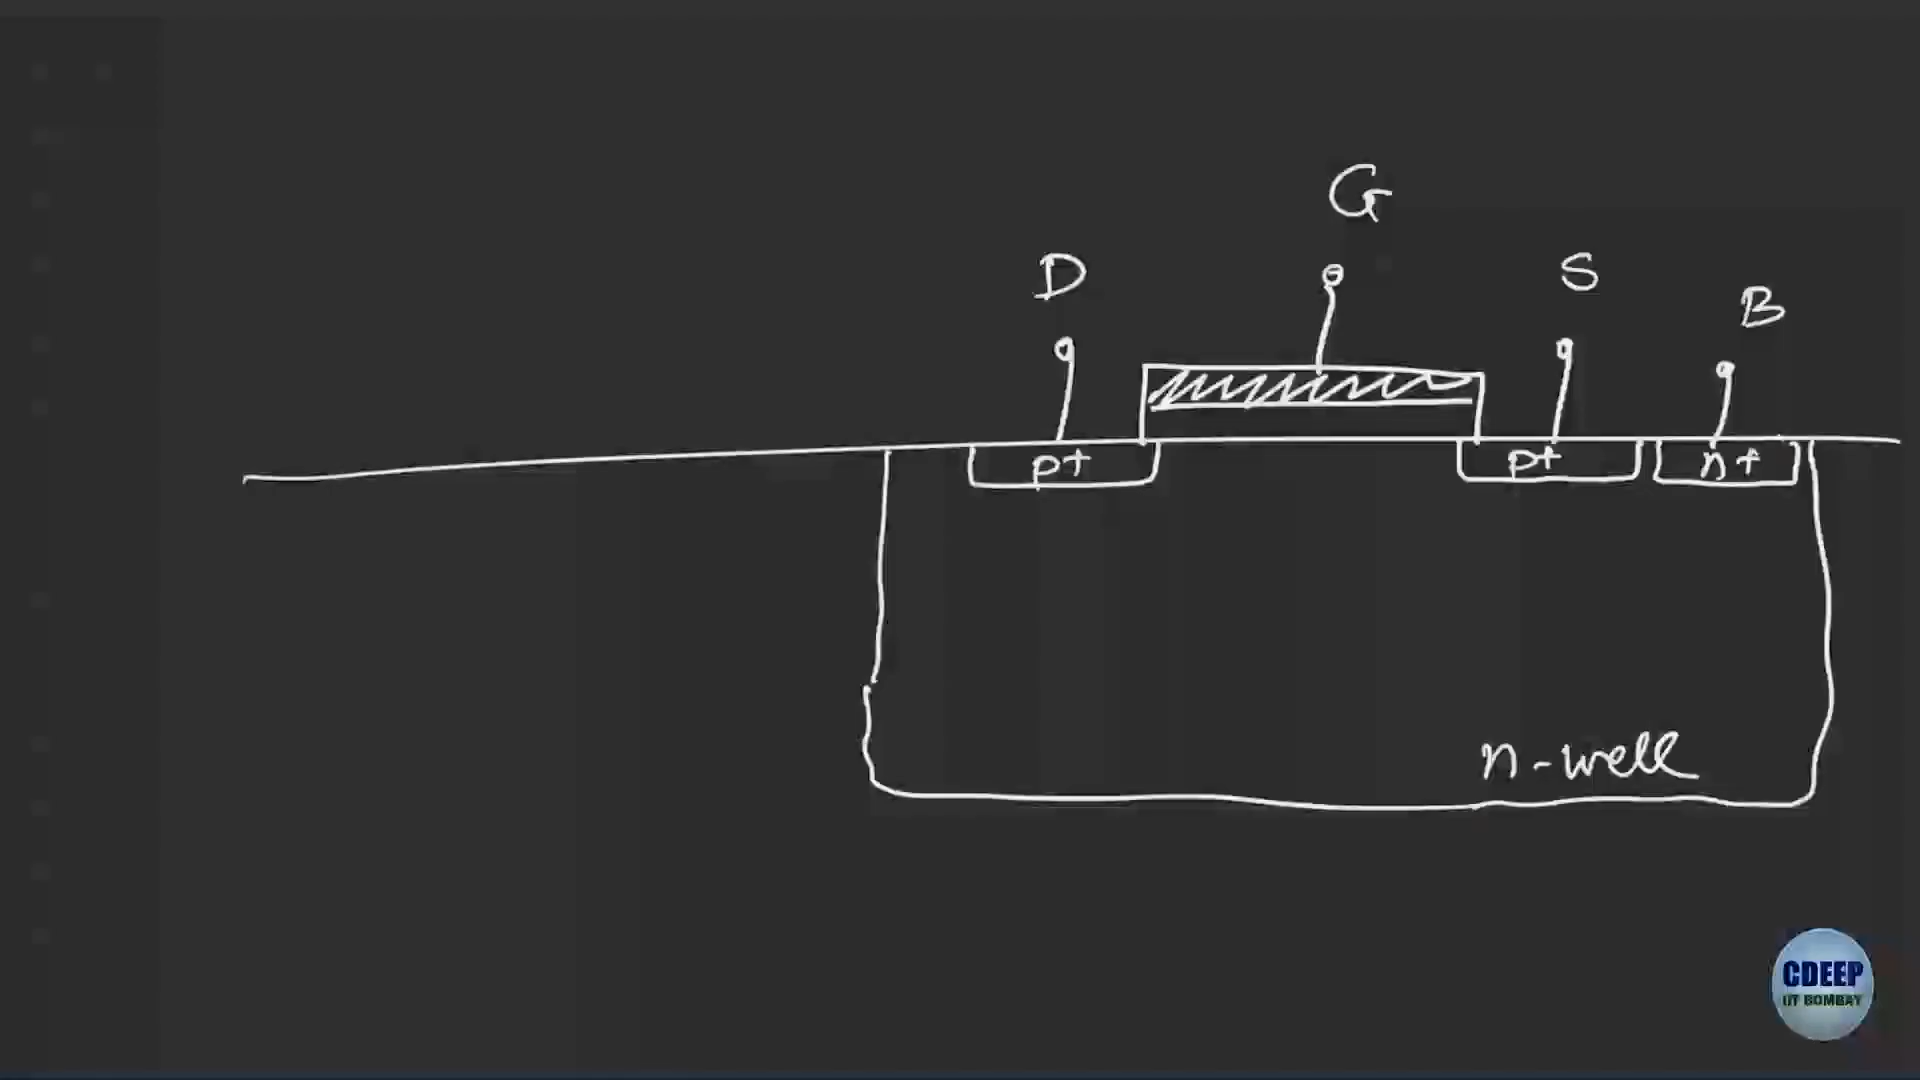 G
D
S
B
p+
p+
n+
n-well
CDEEP
IIT BOMBAY